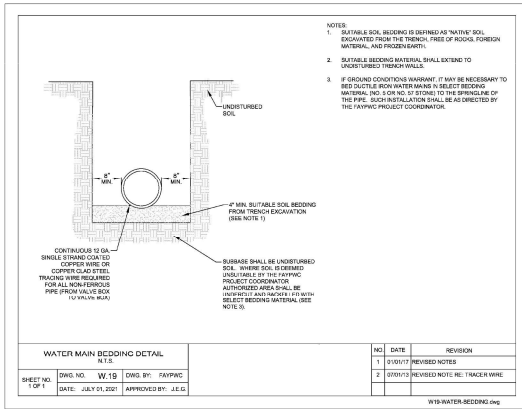 NOTES:
1. SUITABLE SOIL BEDDING IS DEFINED AS "NATIVE" SOIL
EXCAVATED FROM THE TRENCH, FREE OF ROCKS, FOREIGN
MATERIAL, AND FROZEN EARTH.
2. SUITABLE BEDDING MATERIAL SHALL EXTEND TO
UNDISTURBED TRENCH WALLS.
3. IF GROUND CONDITIONS WARRANT, IT MAY BE NECESSARY TO
BED DUCTILE IRON WATER MAINS IN SELECT BEDDING
MATERIAL (NO. 5 OR NO. 57 STONE) TO THE SPRINGLINE OF
THE PIPE. SUCH INSTALLATION SHALL BE AS DIRECTED BY
THE FAYPWC PROJECT COORDINATOR.
UNDISTURBED
SOIL
8"
MIN.
8"
MIN.
4" MIN. SUITABLE SOIL BEDDING
FROM TRENCH EXCAVATION
(SEE NOTE 1)
CONTINUOUS 12 GA.
SINGLE STRAND COATED
COPPER WIRE OR
COPPER CLAD STEEL
TRACING WIRE REQUIRED
FOR ALL NON-FERROUS
PIPE (FROM VALVE BOX
TO VALVE BOX)
SUBBASE SHALL BE UNDISTURBED
SOIL. WHERE SOIL IS DEEMED
UNSUITABLE BY THE FAYPWC
PROJECT COORDINATOR
AUTHORIZED AREA SHALL BE
UNDERCUT AND BACKFILLED WITH
SELECT BEDDING MATERIAL (SEE
NOTE 3).
WATER MAIN BEDDING DETAIL
N.T.S.
SHEET NO.
1 OF 1
DWG. NO. W.19
DWG. BY: FAYPWC
DATE: JULY 01, 2021
APPROVED BY: J.E.G.
NO. DATE REVISION
1 01/01/17 REVISED NOTES
2 07/01/13 REVISED NOTE RE: TRACER WIRE
W19-WATER-BEDDING.dwg